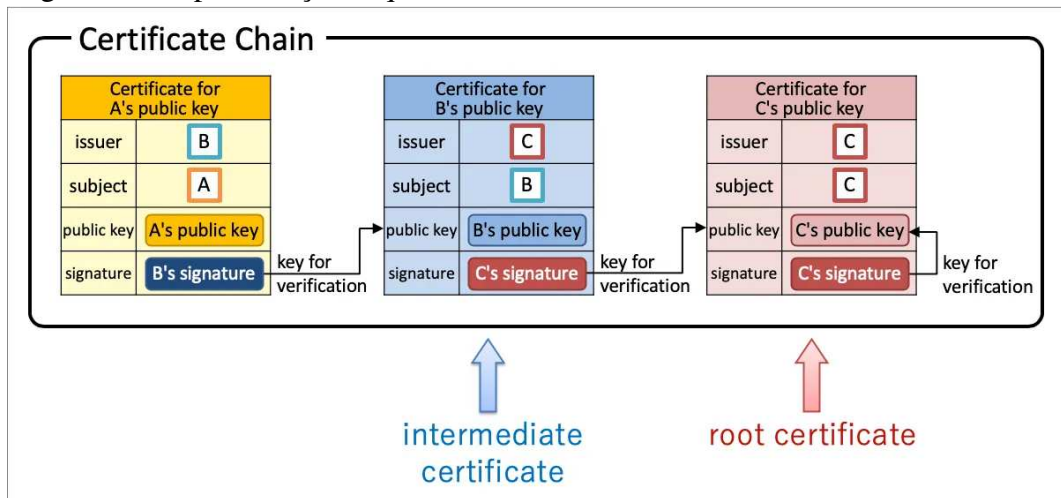 Certificate Chain
Certificate for
A's public key
issuer
B
subject
A
public key
A's public key
signature
B's signature
key for
verification
Certificate for
B's public key
issuer
C
subject
B
public key
B's public key
signature
C's signature
key for
verification
Certificate for
C's public key
issuer
C
subject
C
public key
C's public key
signature
C's signature
key for
verification
intermediate
certificate
root certificate